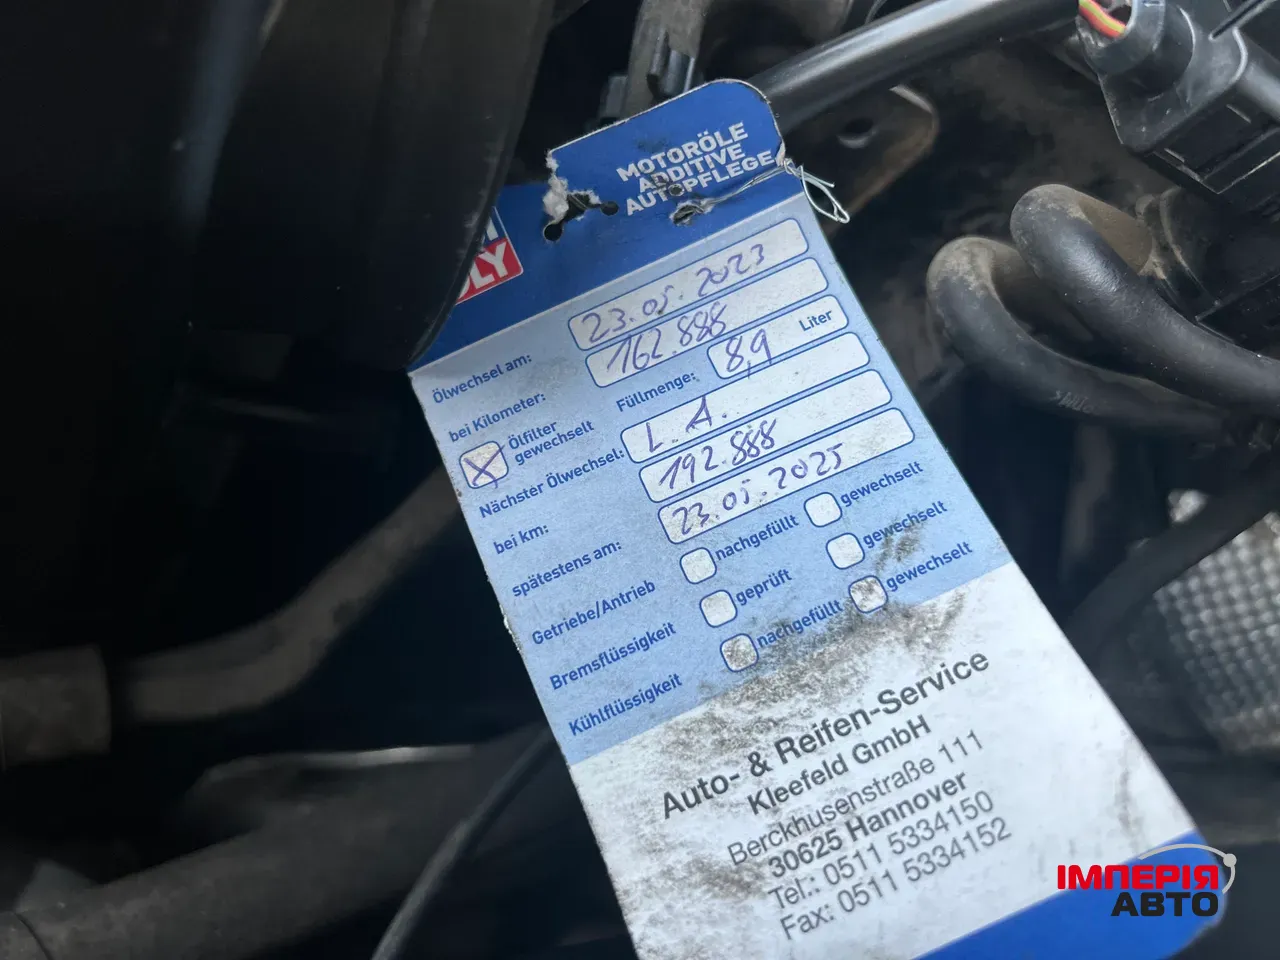 MOTORÖLE
ADDITIVE
AUTOPFLEGE
Ölwechsel am: 23.05.2023
bei Kilometer: 162.888
Ölfilter gewechselt Füllmenge: 8,9 Liter
Nächster Ölwechsel: L.A.
bei km: 192.888
spätestens am: 23.05.2025
Getriebe/Antrieb nachgefüllt gewechselt
Bremsflüssigkeit geprüft gewechselt
Kühlflüssigkeit nachgefüllt gewechselt
Auto- & Reifen-Service
Kleefeld GmbH
Berckhusenstraße 111
30625 Hannover
Tel.: 0511 5334150
Fax: 0511 5334152
ІМПЕРІЯ
АВТО